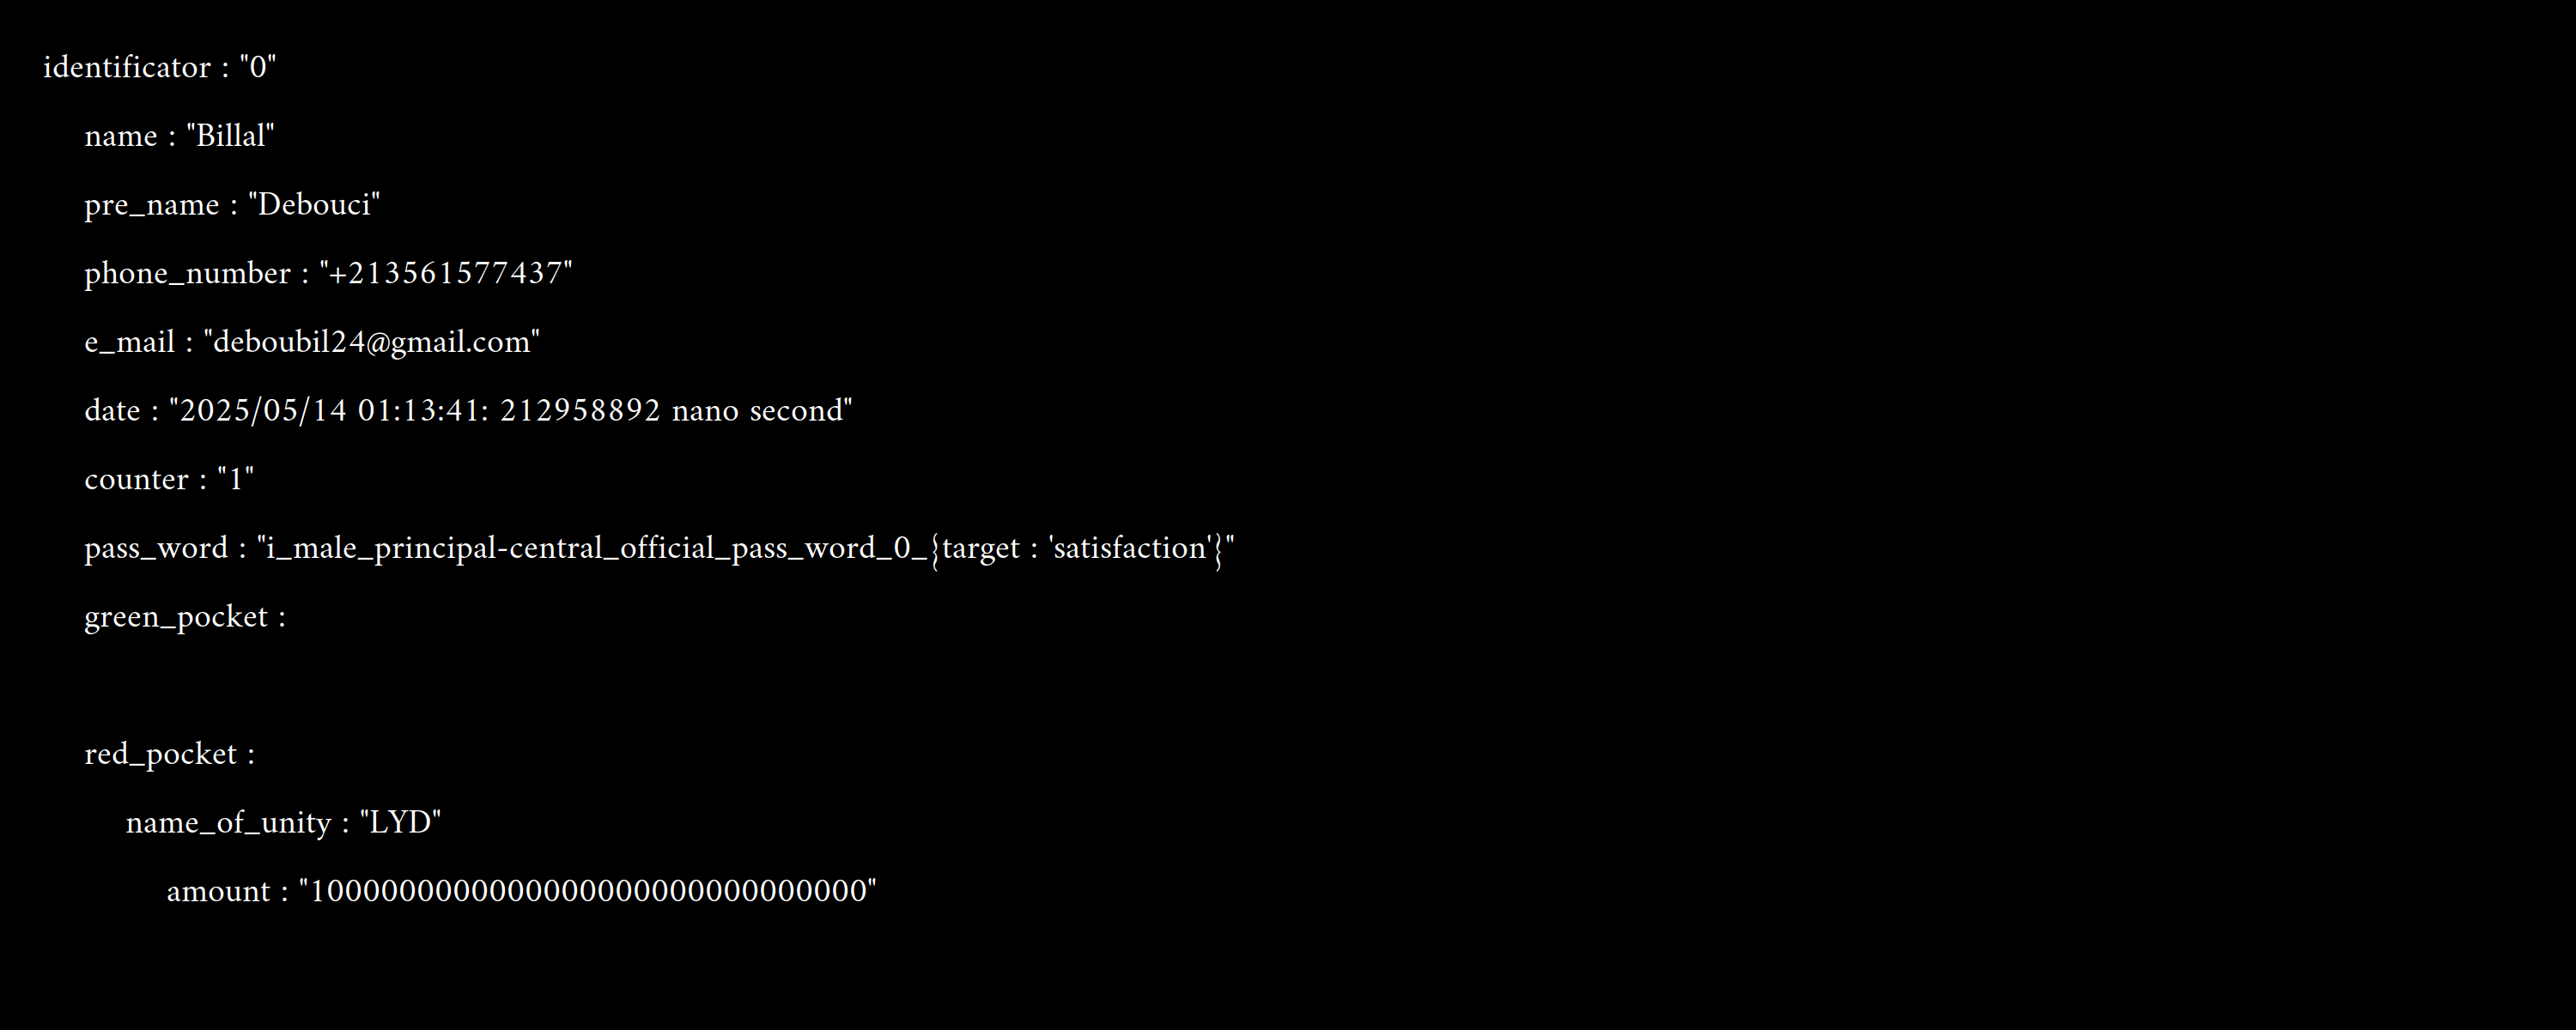 identificator : "0"
name : "Billal"
pre_name : "Debouci"
phone_number : "+213561577437"
e_mail : "deboubil24@gmail.com"
date : "2025/05/14 01:13:41: 212958892 nano second"
counter : "1"
pass_word : "i_male_principal-central_official_pass_word_0_{target : 'satisfaction'}"
green_pocket :
red_pocket :
name_of_unity : "LYD"
amount : "1000000000000000000000000000000"